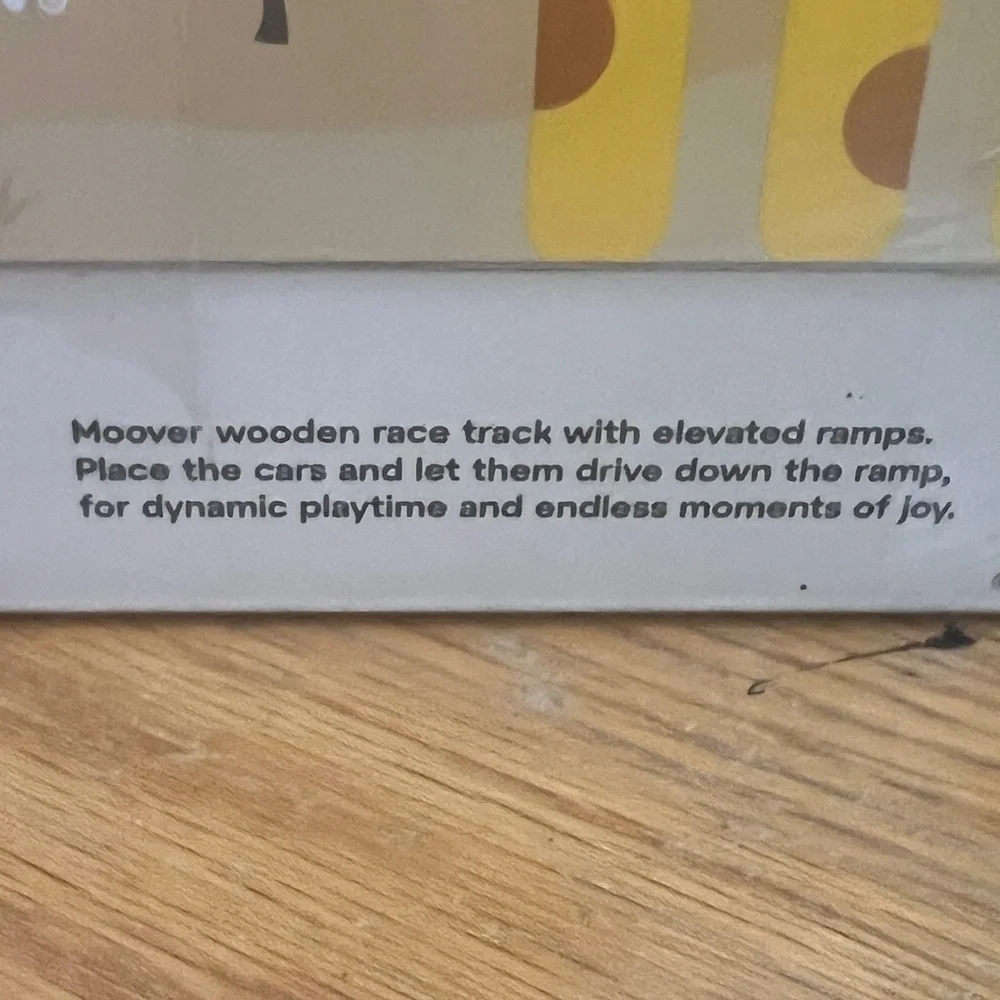 Moover wooden race track with elevated ramps.
Place the cars and let them drive down the ramp,
for dynamic playtime and endless moments of joy.